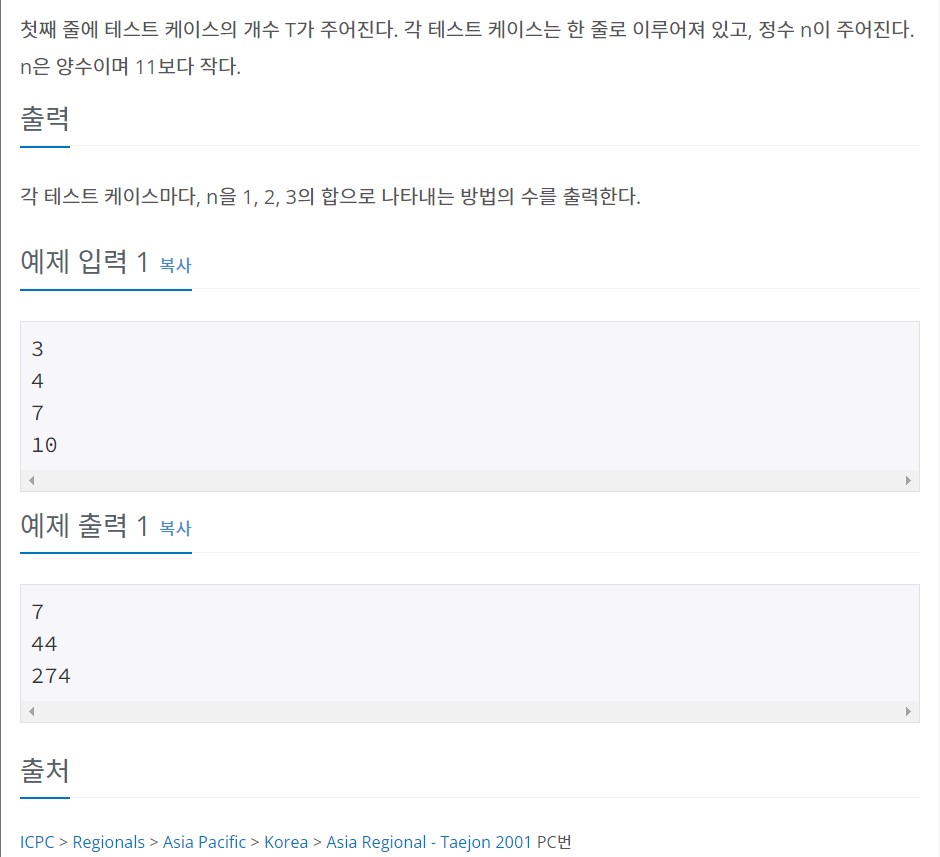 첫째 줄에 테스트 케이스의 개수 T가 주어진다. 각 테스트 케이스는 한 줄로 이루어져 있고, 정수 n이 주어진다.
n은 양수이며 11보다 작다.
출력
각 테스트 케이스마다, n을 1, 2, 3의 합으로 나타내는 방법의 수를 출력한다.
예제 입력 1 복사
3
4
7
10
예제 출력 1 복사
7
44
274
출처
ICPC > Regionals > Asia Pacific > Korea > Asia Regional - Taejon 2001 PC번